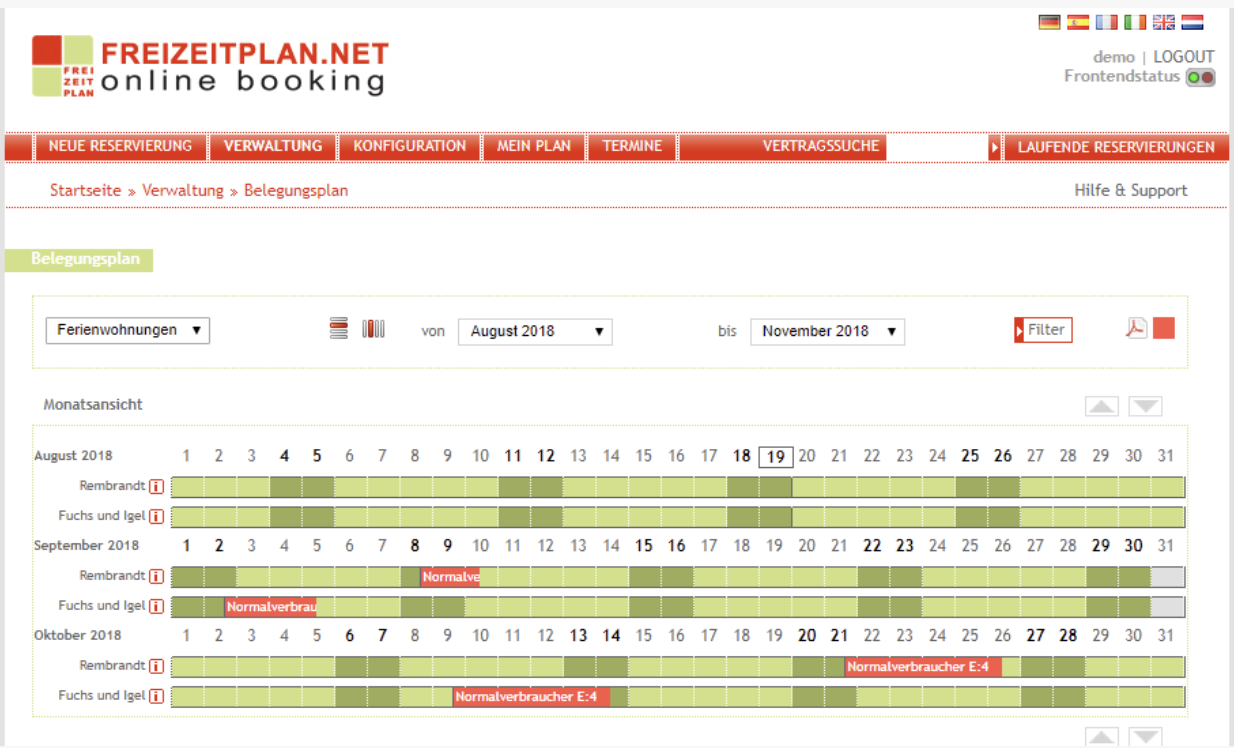 demo | LOGOUT
Frontendstatus
FREIZEITPLAN.NET
FREI
ZEIT
PLAN
online booking
NEUE RESERVIERUNG VERWALTUNG KONFIGURATION MEIN PLAN TERMINE VERTRAGSSUCHE LAUFENDE RESERVIERUNGEN
Startseite » Verwaltung » Belegungsplan Hilfe & Support
Belegungsplan
Ferienwohnungen von August 2018 bis November 2018 Filter
Monatsansicht
August 2018 1 2 3 4 5 6 7 8 9 10 11 12 13 14 15 16 17 18 19 20 21 22 23 24 25 26 27 28 29 30 31
Rembrandt i
Fuchs und Igel i
September 2018 1 2 3 4 5 6 7 8 9 10 11 12 13 14 15 16 17 18 19 20 21 22 23 24 25 26 27 28 29 30 31
Rembrandt i Normalve
Fuchs und Igel i Normalverbrau
Oktober 2018 1 2 3 4 5 6 7 8 9 10 11 12 13 14 15 16 17 18 19 20 21 22 23 24 25 26 27 28 29 30 31
Rembrandt i Normalverbraucher E:4
Fuchs und Igel i Normalverbraucher E:4